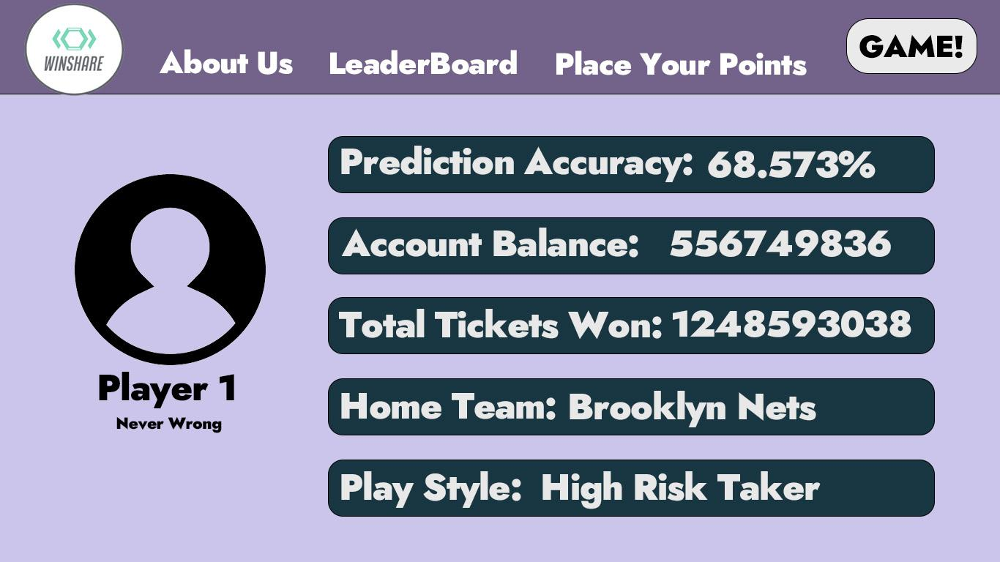 WINSHARE
About Us
LeaderBoard
Place Your Points
GAME!
Prediction Accuracy: 68.573%
Account Balance: 556749836
Total Tickets Won: 1248593038
Home Team: Brooklyn Nets
Play Style: High Risk Taker
Player 1
Never Wrong